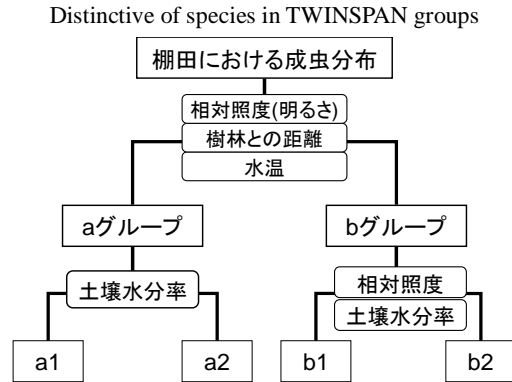 Distinctive of species in TWINSPAN groups
棚田における成虫分布
相対照度(明るさ)
樹林との距離
水温
aグループ
bグループ
土壌水分率
相対照度
土壌水分率
a1
a2
b1
b2